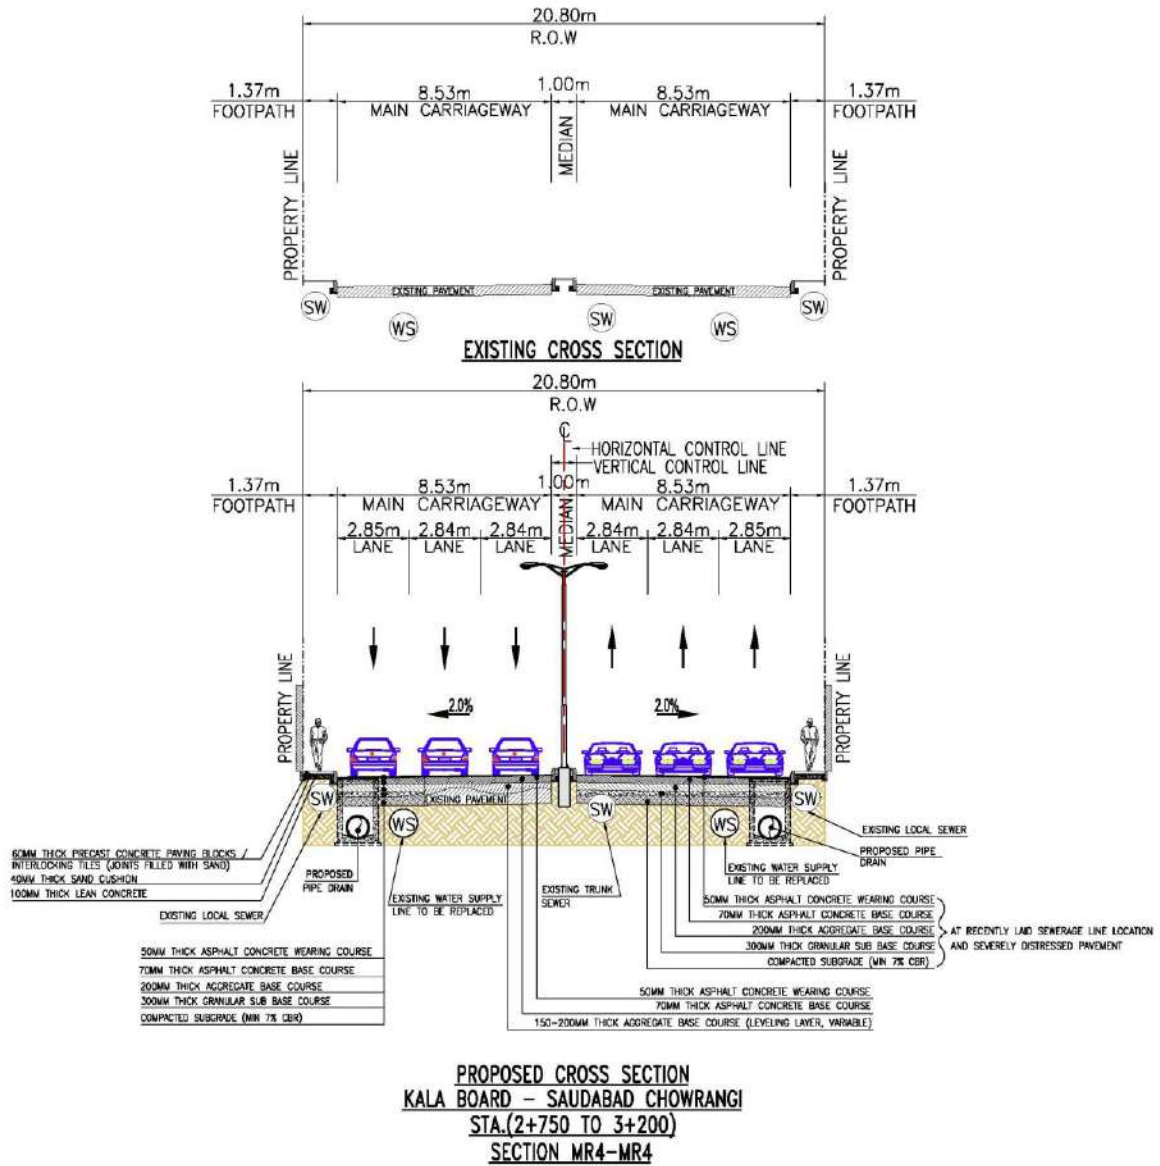 20.80m
R.O.W
1.37m
FOOTPATH
8.53m
MAIN CARRIAGEWAY
1.00m
MEDIAN
8.53m
MAIN CARRIAGEWAY
1.37m
FOOTPATH
PROPERTY LINE
PROPERTY LINE
EXISTING PAVEMENT
EXISTING PAVEMENT
SW
WS
SW
WS
SW
EXISTING CROSS SECTION
20.80m
R.O.W
C
L
HORIZONTAL CONTROL LINE
VERTICAL CONTROL LINE
1.37m
FOOTPATH
8.53m
MAIN CARRIAGEWAY
1.00m
MEDIAN
8.53m
MAIN CARRIAGEWAY
1.37m
FOOTPATH
2.85m
LANE
2.84m
LANE
2.84m
LANE
2.84m
LANE
2.84m
LANE
2.85m
LANE
PROPERTY LINE
PROPERTY LINE
2.0%
2.0%
EXISTING PAVEMENT
SW
WS
SW
WS
SW
EXISTING LOCAL SEWER
PROPOSED PIPE
DRAIN
60MM THICK PRECAST CONCRETE PAVING BLOCKS /
INTERLOCKING TILES (JOINTS FILLED WITH SAND)
40MM THICK SAND CUSHION
100MM THICK LEAN CONCRETE
EXISTING LOCAL SEWER
PROPOSED
PIPE DRAIN
EXISTING WATER SUPPLY
LINE TO BE REPLACED
EXISTING TRUNK
SEWER
EXISTING WATER SUPPLY
LINE TO BE REPLACED
50MM THICK ASPHALT CONCRETE WEARING COURSE
70MM THICK ASPHALT CONCRETE BASE COURSE
200MM THICK AGGREGATE BASE COURSE
300MM THICK GRANULAR SUB BASE COURSE
COMPACTED SUBGRADE (MIN 7% CBR)
AT RECENTLY LAID SEWERAGE LINE LOCATION
AND SEVERELY DISTRESSED PAVEMENT
50MM THICK ASPHALT CONCRETE WEARING COURSE
70MM THICK ASPHALT CONCRETE BASE COURSE
200MM THICK AGGREGATE BASE COURSE
300MM THICK GRANULAR SUB BASE COURSE
COMPACTED SUBGRADE (MIN 7% CBR)
50MM THICK ASPHALT CONCRETE WEARING COURSE
70MM THICK ASPHALT CONCRETE BASE COURSE
150-200MM THICK AGGREGATE BASE COURSE (LEVELING LAYER, VARIABLE)
PROPOSED CROSS SECTION
KALA BOARD - SAUDABAD CHOWRANGI
STA.(2+750 TO 3+200)
SECTION MR4-MR4